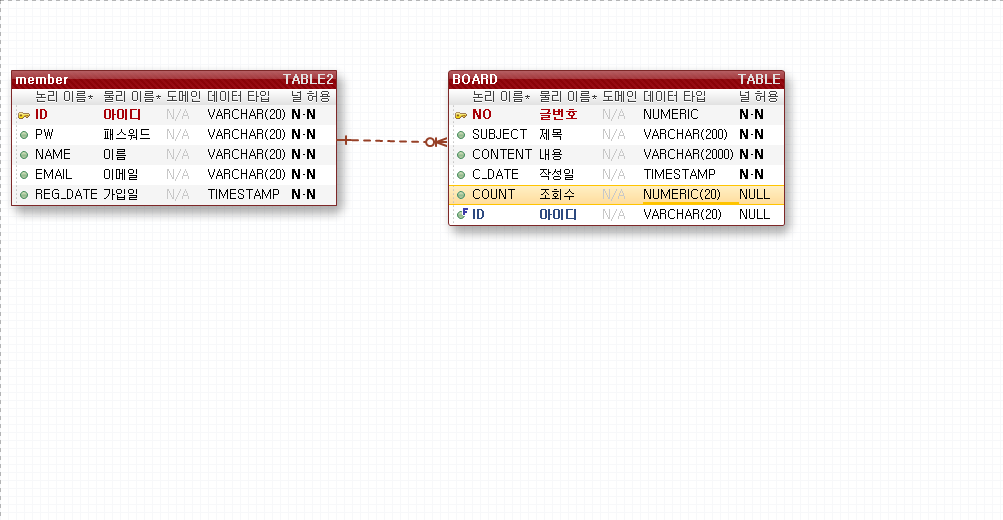 member TABLE2
논리 이름* 물리 이름* 도메인 데이터 타입 널 허용
ID 아이디 N/A VARCHAR(20) N-N
PW 패스워드 N/A VARCHAR(20) N-N
NAME 이름 N/A VARCHAR(20) N-N
EMAIL 이메일 N/A VARCHAR(20) N-N
REG_DATE 가입일 N/A TIMESTAMP N-N
BOARD TABLE
논리 이름* 물리 이름* 도메인 데이터 타입 널 허용
NO 글번호 N/A NUMERIC N-N
SUBJECT 제목 N/A VARCHAR(200) N-N
CONTENT 내용 N/A VARCHAR(2000) N-N
C_DATE 작성일 N/A TIMESTAMP N-N
COUNT 조회수 N/A NUMERIC(20) NULL
F ID 아이디 N/A VARCHAR(20) NULL